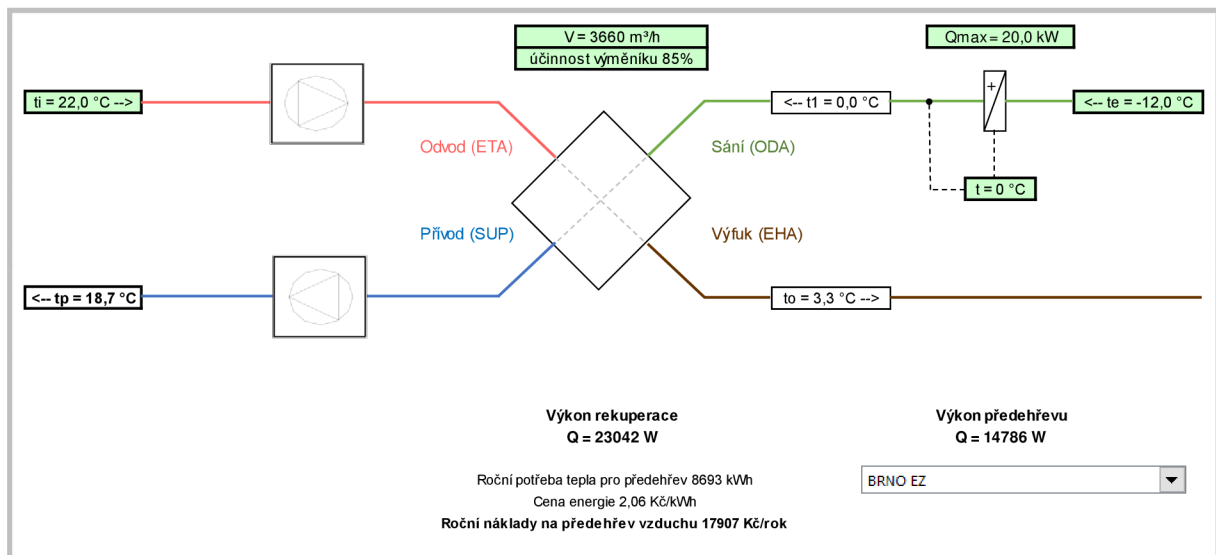 V = 3660 m³/h
účinnost výměníku 85%
Qmax = 20,0 kW
ti = 22,0 °C -->
<-- t1 = 0,0 °C
+
<-- te = -12,0 °C
Odvod (ETA)
Sání (ODA)
t = 0 °C
Přívod (SUP)
Výfuk (EHA)
<-- tp = 18,7 °C
to = 3,3 °C -->
Výkon rekuperace
Q = 23042 W
Výkon předehřevu
Q = 14786 W
Roční potřeba tepla pro předehřev 8693 kWh
BRNO EZ
Cena energie 2,06 Kč/kWh
Roční náklady na předehřev vzduchu 17907 Kč/rok